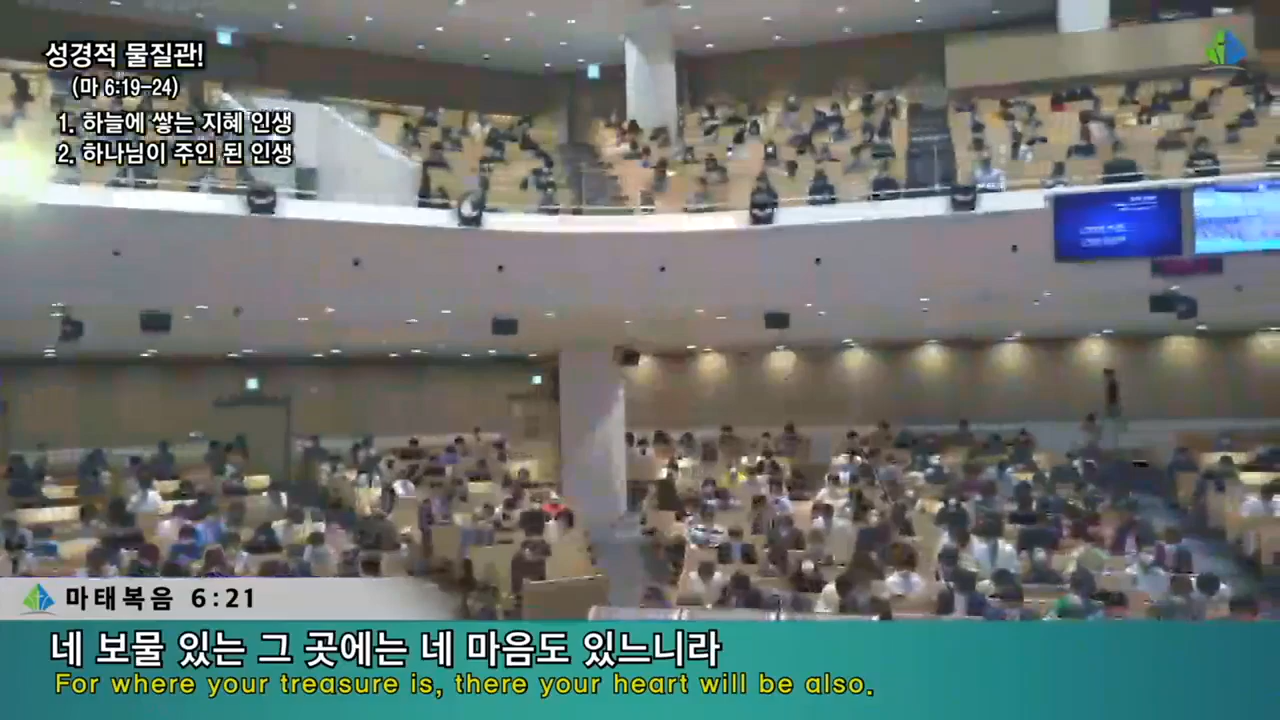 성경적 물질관!
(마 6:19-24)
1. 하늘에 쌓는 지혜 인생
2. 하나님이 주인 된 인생
마태복음 6:21
네 보물 있는 그 곳에는 네 마음도 있느니라
For where your treasure is, there your heart will be also.